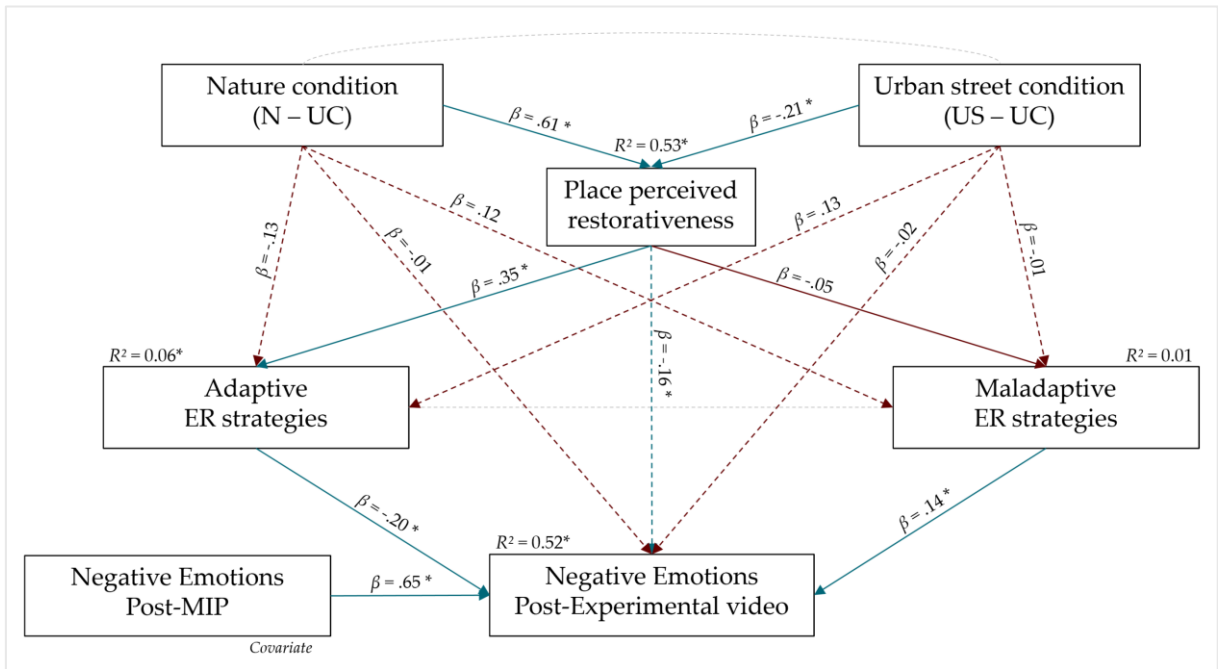 Nature condition
(N – UC)
Urban street condition
(US – UC)
β = .61 *
β = -.21 *
R² = 0.53*
Place perceived
restorativeness
β = -.13
β = -.01
β = .12
β = .13
β = -.02
β = -.01
β = .35 *
β = -.05
β = -.16 *
R² = 0.06*
Adaptive
ER strategies
R² = 0.01
Maladaptive
ER strategies
β = -.20 *
β = .14 *
R² = 0.52*
Negative Emotions
Post-MIP
β = .65 *
Negative Emotions
Post-Experimental video
Covariate